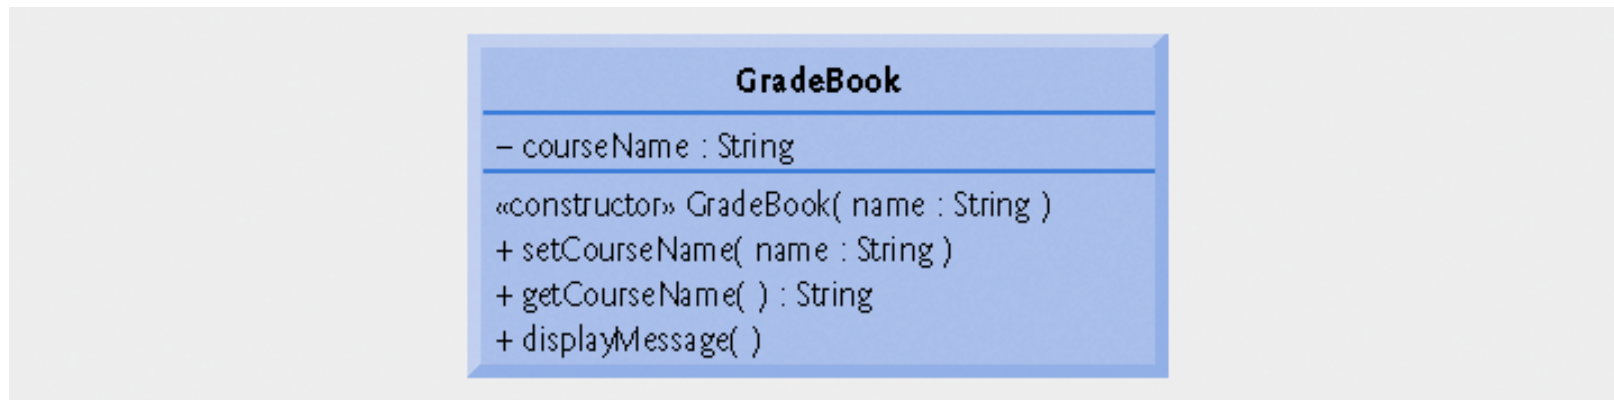 GradeBook
– courseName : String
«constructor» GradeBook( name : String )
+ setCourseName( name : String )
+ getCourseName( ) : String
+ displayMessage( )